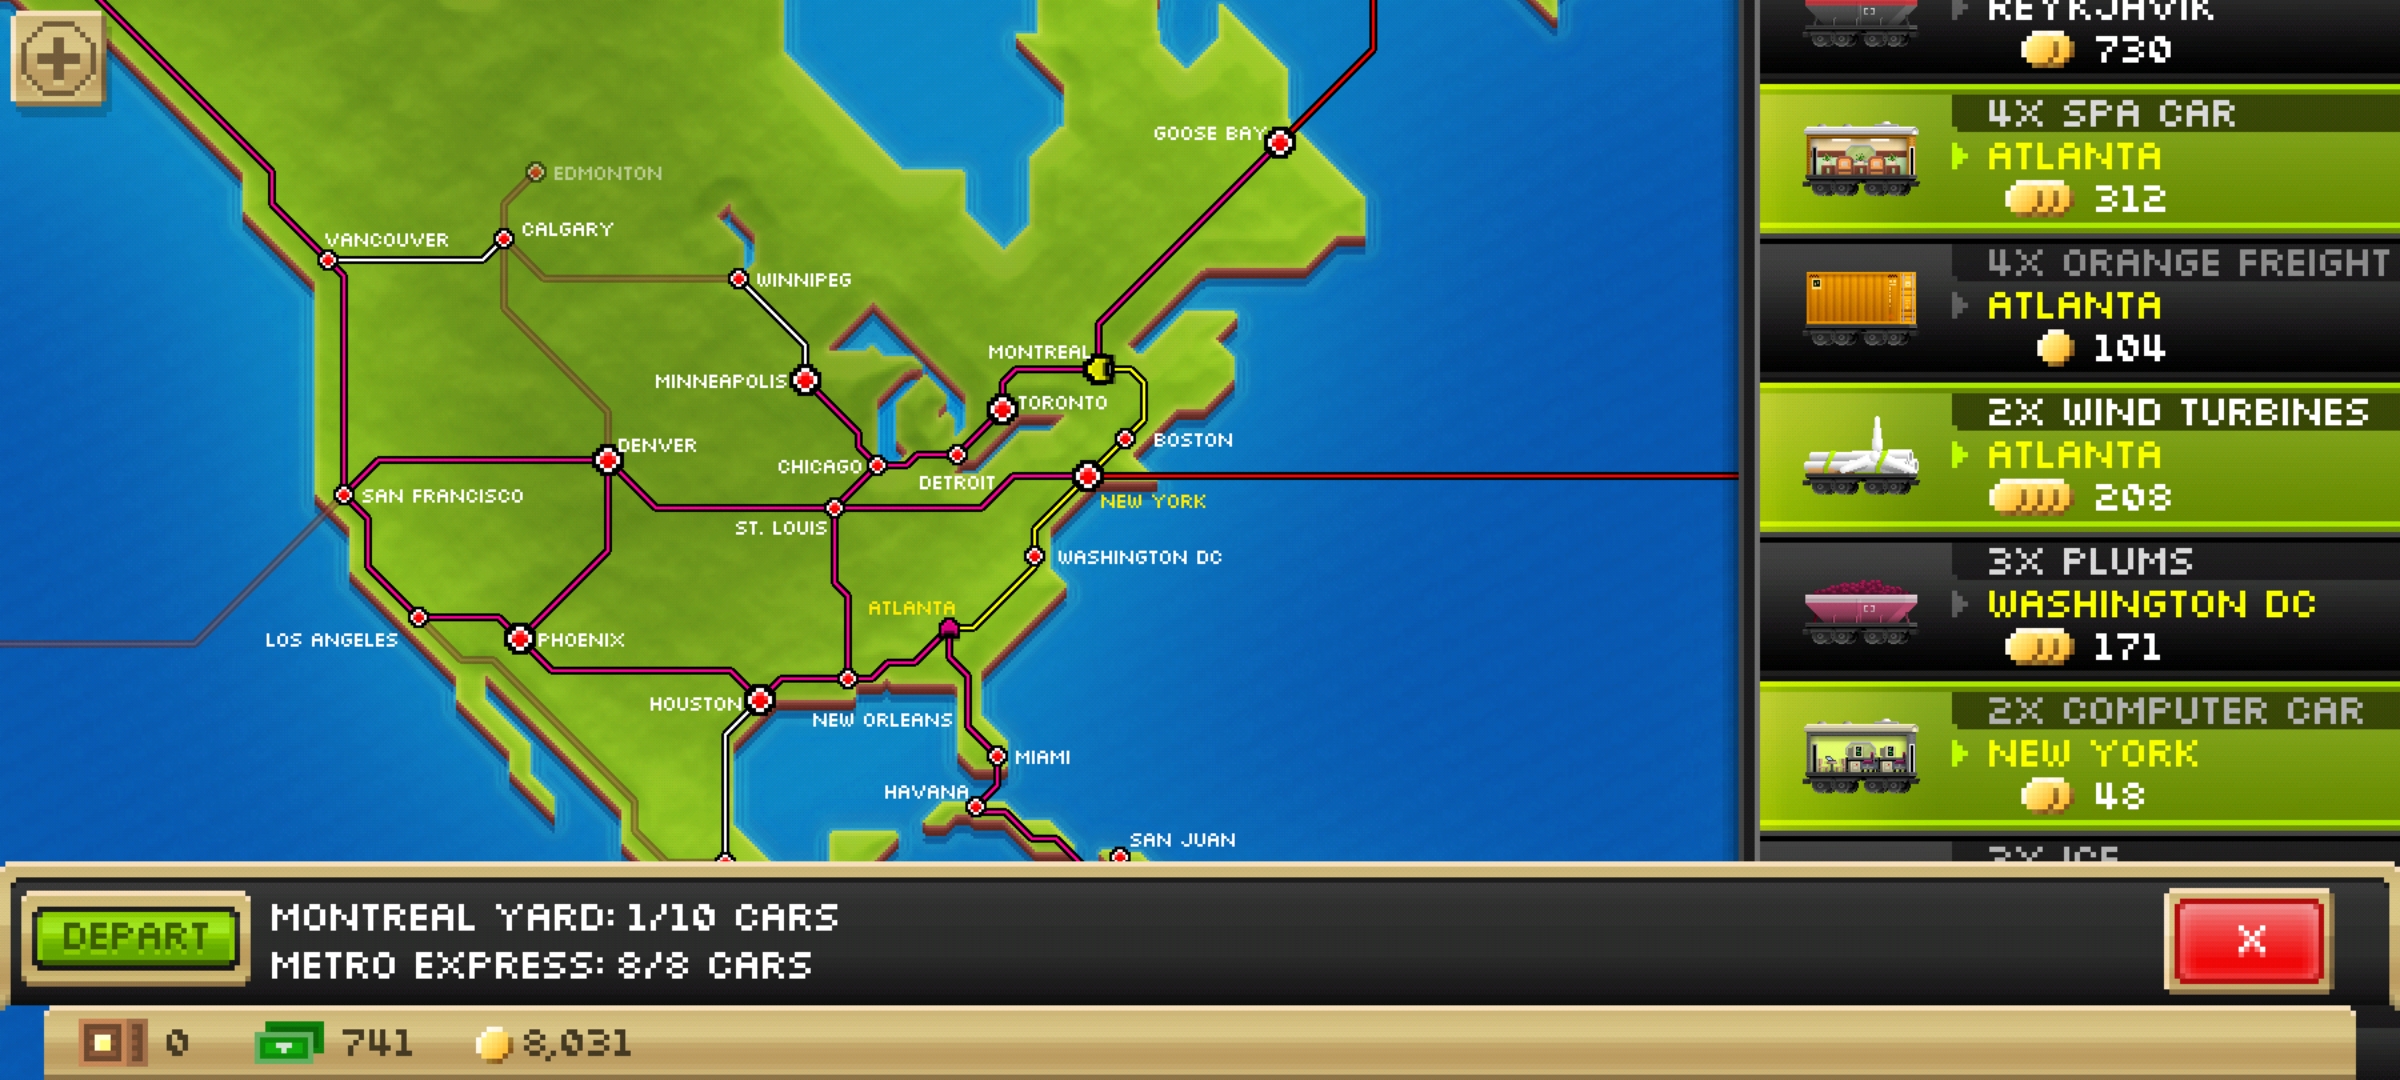 EDMONTON
CALGARY
VANCOUVER
WINNIPEG
GOOSE BAY
MONTREAL
MINNEAPOLIS
TORONTO
DENVER
BOSTON
CHICAGO
DETROIT
SAN FRANCISCO
NEW YORK
ST. LOUIS
WASHINGTON DC
ATLANTA
LOS ANGELES
PHOENIX
HOUSTON
NEW ORLEANS
MIAMI
HAVANA
SAN JUAN
REYKJAVIK
730
4X SPA CAR
ATLANTA
312
4X ORANGE FREIGHT
ATLANTA
104
2X WIND TURBINES
ATLANTA
208
3X PLUMS
WASHINGTON DC
171
2X COMPUTER CAR
NEW YORK
48
DEPART
MONTREAL YARD: 1/10 CARS
METRO EXPRESS: 8/8 CARS
X
0
741
8,031